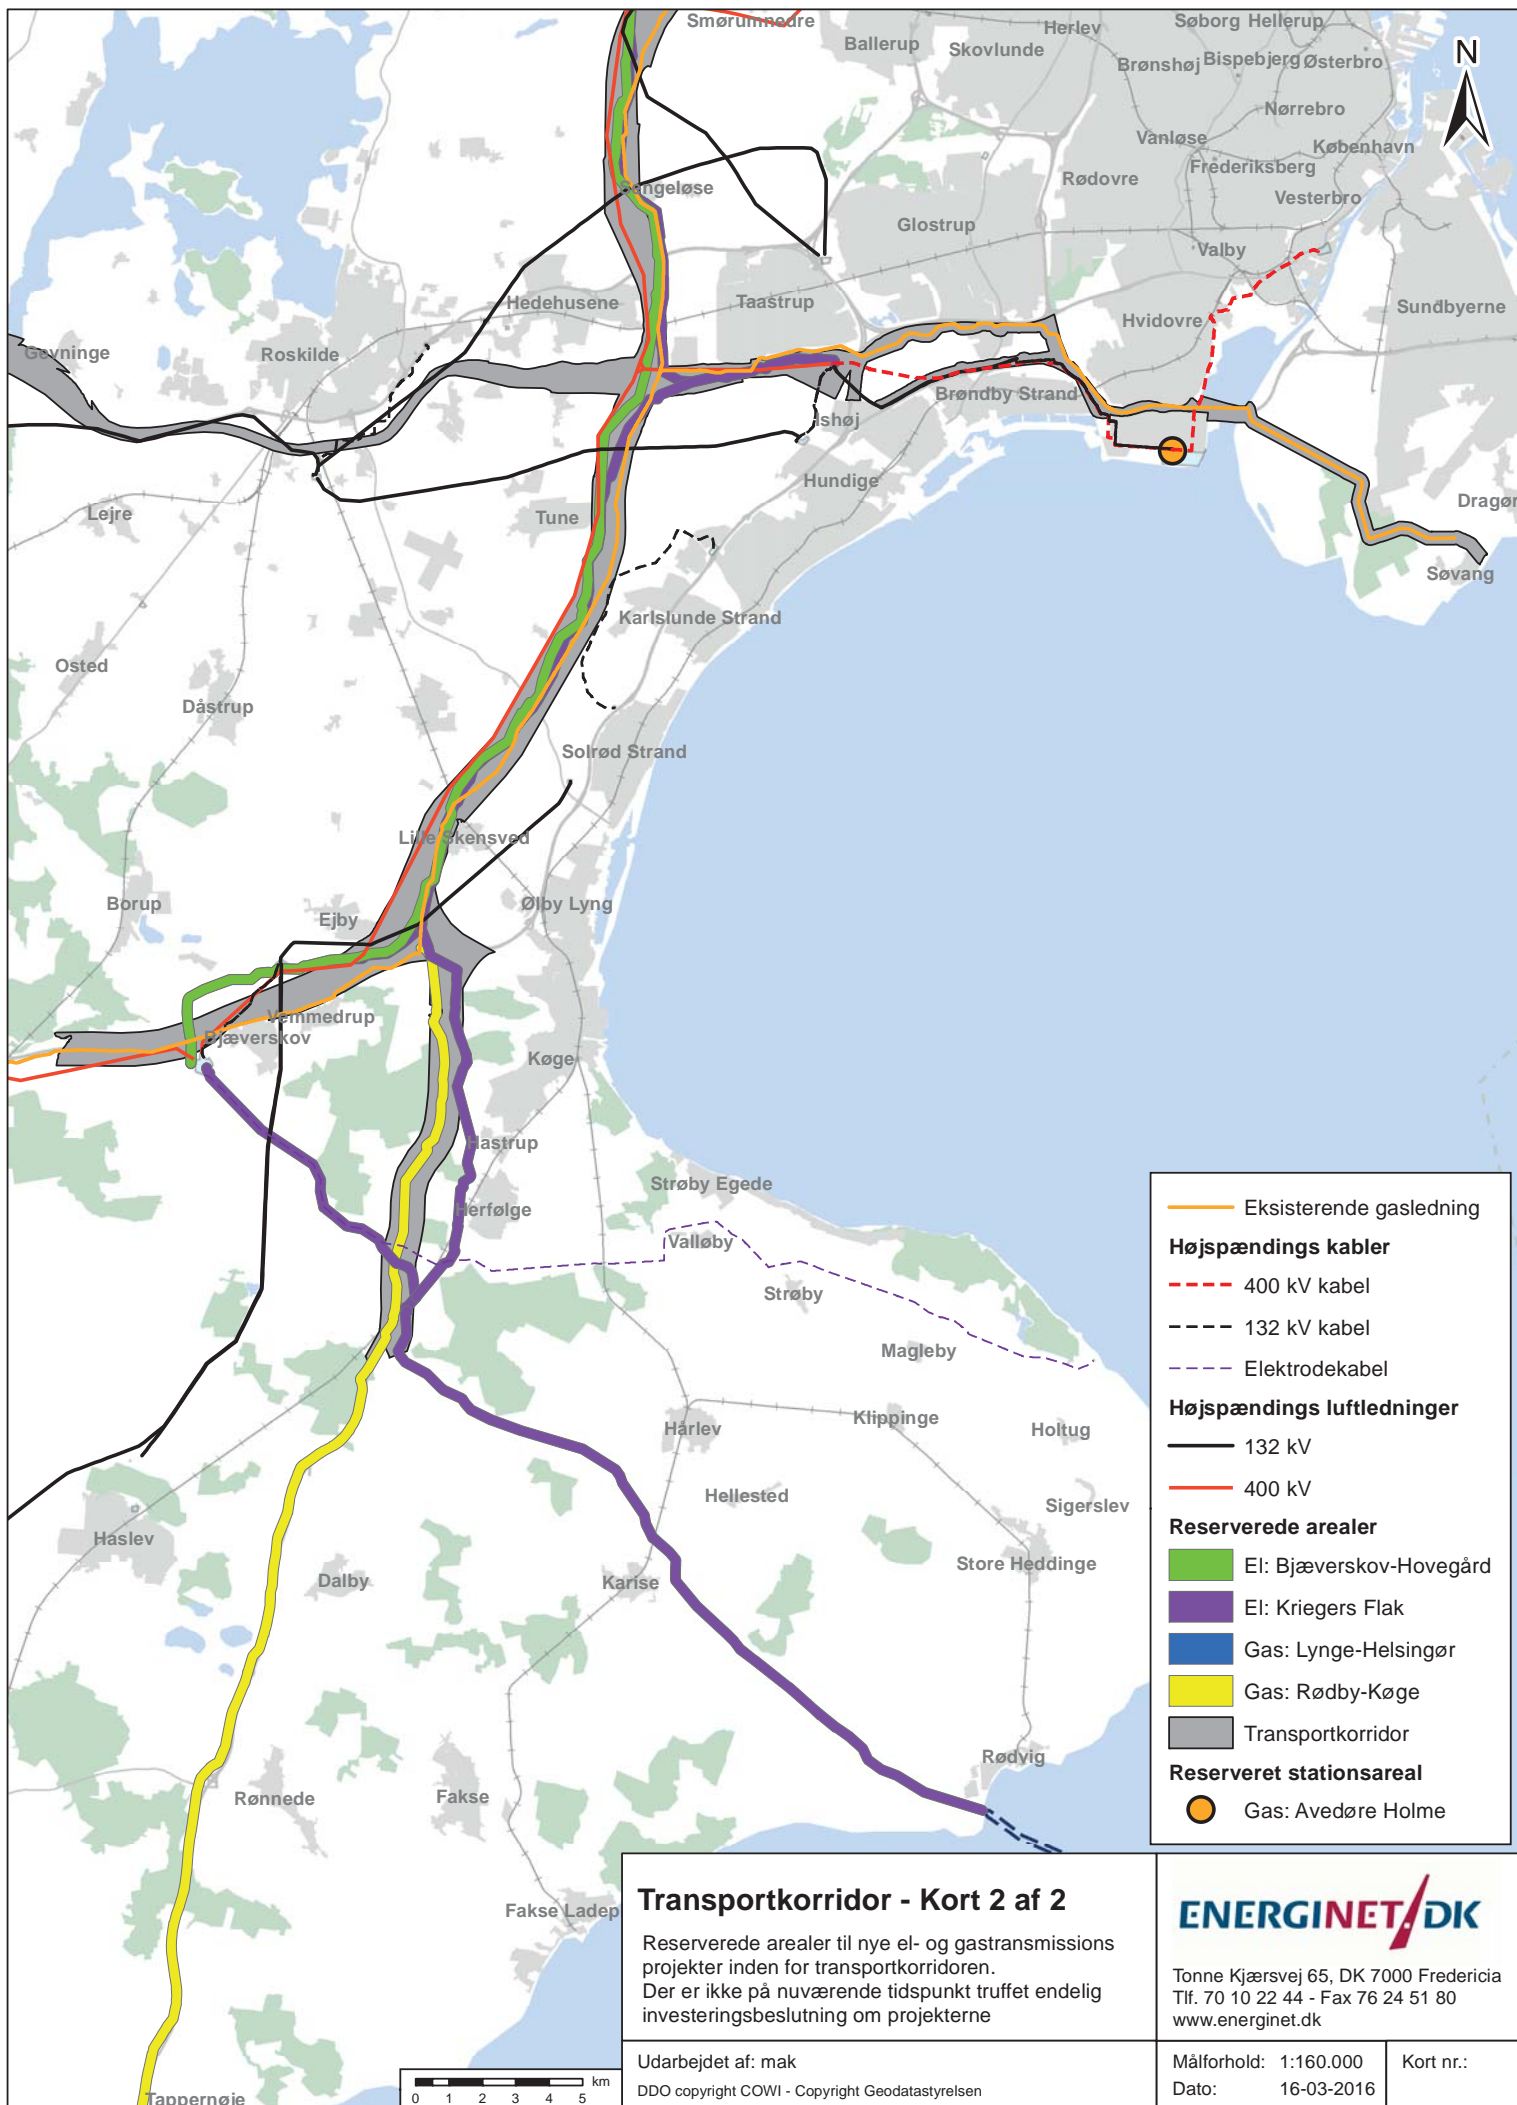 Smørumnedre
Ballerup
Skovlunde
Herlev
Søborg
Hellerup
Brønshøj
Bispebjerg
Østerbro
N
Nørrebro
Vanløse
København
Frederiksberg
Rødovre
Vesterbro
Sengeløse
Glostrup
Valby
Hedehusene
Taastrup
Hvidovre
Sundbyerne
Gevninge
Roskilde
Brøndby Strand
Ishøj
Hundige
Lejre
Tune
Dragør
Søvang
Karlslunde Strand
Osted
Dåstrup
Solrød Strand
Lille Skensved
Borup
Ejby
Ølby Lyng
Vemmedrup
Bjæverskov
Køge
Hastrup
Strøby Egede
Herfølge
Valløby
Strøby
Magleby
Hårlev
Klippinge
Holtug
Hellested
Sigerslev
Haslev
Dalby
Karise
Store Heddinge
Rødvig
Rønnede
Fakse
Fakse Ladep
Tappernøje
Eksisterende gasledning
Højspændings kabler
400 kV kabel
132 kV kabel
Elektrodekabel
Højspændings luftledninger
132 kV
400 kV
Reserverede arealer
El: Bjæverskov-Hovegård
El: Kriegers Flak
Gas: Lynge-Helsingør
Gas: Rødby-Køge
Transportkorridor
Reserveret stationsareal
Gas: Avedøre Holme
km
0 1 2 3 4 5
Transportkorridor - Kort 2 af 2
Reserverede arealer til nye el- og gastransmissions
projekter inden for transportkorridoren.
Der er ikke på nuværende tidspunkt truffet endelig
investeringsbeslutning om projekterne
Udarbejdet af: mak
DDO copyright COWI - Copyright Geodatastyrelsen
ENERGINET/DK
Tonne Kjærsvej 65, DK 7000 Fredericia
Tlf. 70 10 22 44 - Fax 76 24 51 80
www.energinet.dk
Målforhold: 1:160.000
Dato: 16-03-2016
Kort nr.: